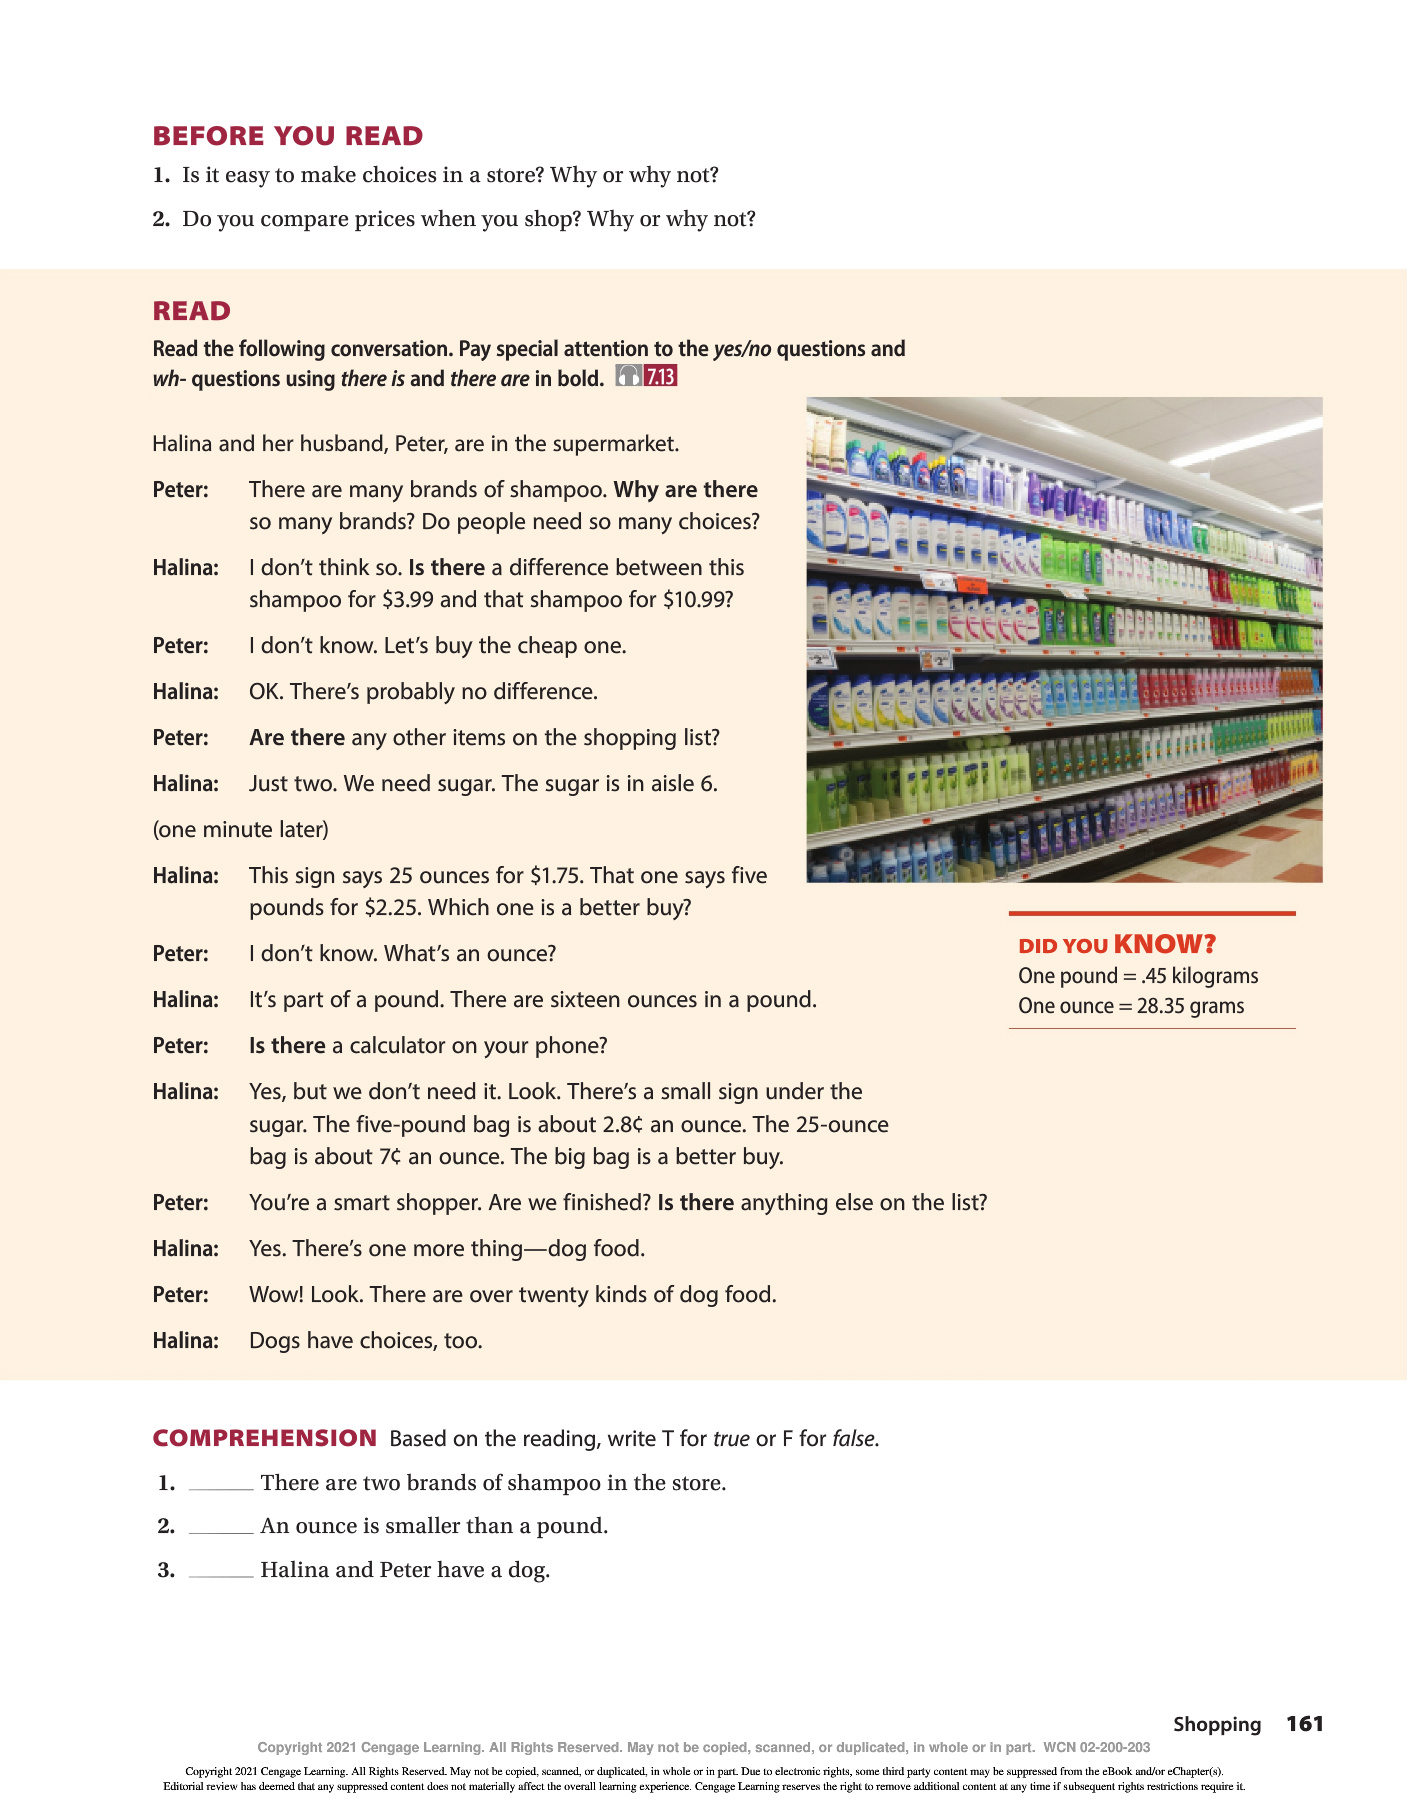 BEFORE YOU READ
1. Is it easy to make choices in a store? Why or why not?
2. Do you compare prices when you shop? Why or why not?
READ
Read the following conversation. Pay special attention to the yes/no questions and
wh- questions using there is and there are in bold. 7.13
Halina and her husband, Peter, are in the supermarket.
Peter: There are many brands of shampoo. Why are there
so many brands? Do people need so many choices?
Halina: I don't think so. Is there a difference between this
shampoo for $3.99 and that shampoo for $10.99?
Peter: I don't know. Let's buy the cheap one.
Halina: OK. There's probably no difference.
Peter: Are there any other items on the shopping list?
Halina: Just two. We need sugar. The sugar is in aisle 6.
(one minute later)
Halina: This sign says 25 ounces for $1.75. That one says five
pounds for $2.25. Which one is a better buy?
Peter: I don't know. What's an ounce?
Halina: It's part of a pound. There are sixteen ounces in a pound.
Peter: Is there a calculator on your phone?
Halina: Yes, but we don't need it. Look. There's a small sign under the
sugar. The five-pound bag is about 2.8¢ an ounce. The 25-ounce
bag is about 7¢ an ounce. The big bag is a better buy.
Peter: You're a smart shopper. Are we finished? Is there anything else on the list?
Halina: Yes. There's one more thing—dog food.
Peter: Wow! Look. There are over twenty kinds of dog food.
Halina: Dogs have choices, too.
DID YOU KNOW?
One pound = .45 kilograms
One ounce = 28.35 grams
COMPREHENSION Based on the reading, write T for true or F for false.
1. ______ There are two brands of shampoo in the store.
2. ______ An ounce is smaller than a pound.
3. ______ Halina and Peter have a dog.
Shopping 161
Copyright 2021 Cengage Learning. All Rights Reserved. May not be copied, scanned, or duplicated, in whole or in part. WCN 02-200-203
Copyright 2021 Cengage Learning. All Rights Reserved. May not be copied, scanned, or duplicated, in whole or in part. Due to electronic rights, some third party content may be suppressed from the eBook and/or eChapter(s).
Editorial review has deemed that any suppressed content does not materially affect the overall learning experience. Cengage Learning reserves the right to remove additional content at any time if subsequent rights restrictions require it.